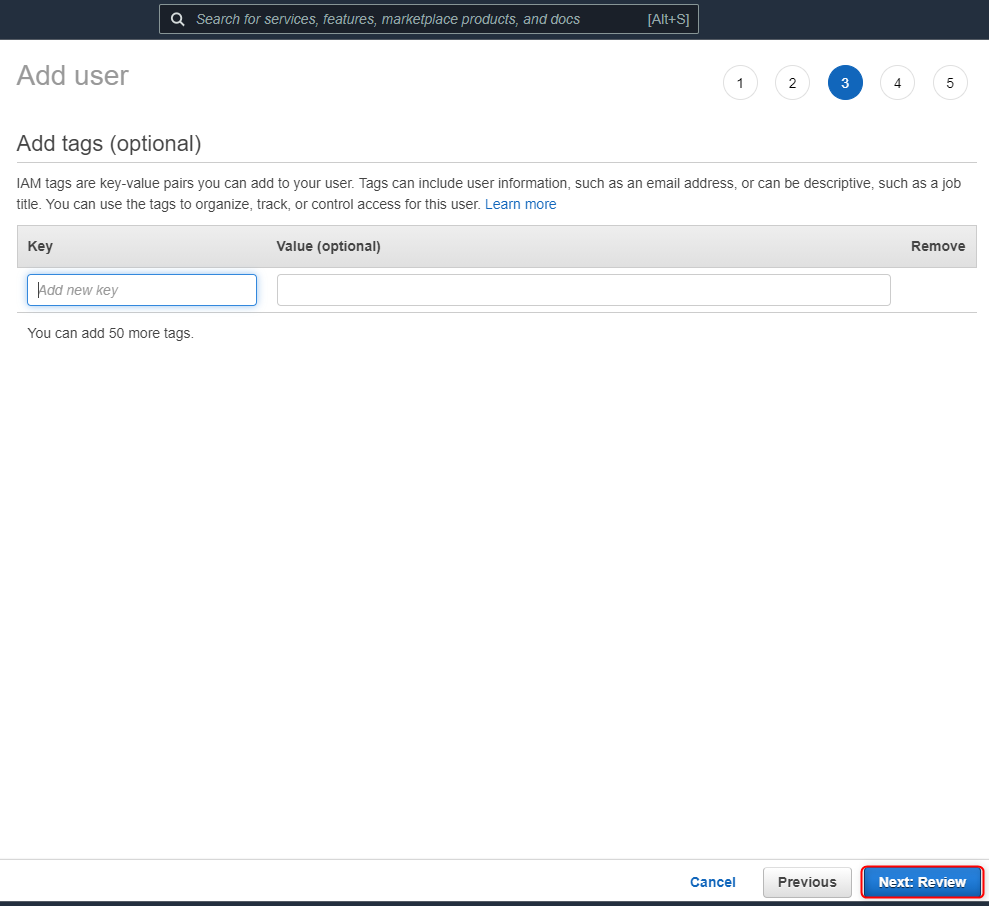 Search for services, features, marketplace products, and docs [Alt+S]
Add user
1 2 3 4 5
Add tags (optional)
IAM tags are key-value pairs you can add to your user. Tags can include user information, such as an email address, or can be descriptive, such as a job
title. You can use the tags to organize, track, or control access for this user. Learn more
Key Value (optional) Remove
Add new key
You can add 50 more tags.
Cancel Previous Next: Review